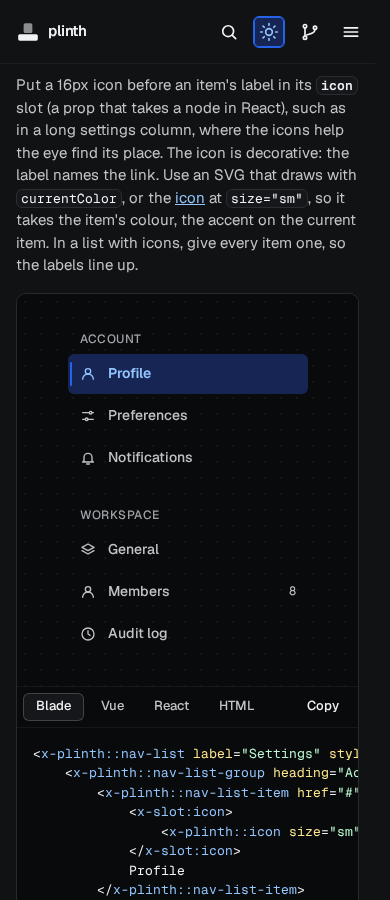 plinth
Put a 16px icon before an item's label in its icon
slot (a prop that takes a node in React), such as
in a long settings column, where the icons help
the eye find its place. The icon is decorative: the
label names the link. Use an SVG that draws with
currentColor, or the icon at size="sm", so it
takes the item's colour, the accent on the current
item. In a list with icons, give every item one, so
the labels line up.
ACCOUNT
Profile
Preferences
Notifications
WORKSPACE
General
Members 8
Audit log
Blade Vue React HTML Copy
<x-plinth::nav-list label="Settings" styl
<x-plinth::nav-list-group heading="Ac
<x-plinth::nav-list-item href="#"
<x-slot:icon>
<x-plinth::icon size="sm"
</x-slot:icon>
Profile
</x-plinth::nav-list-item>